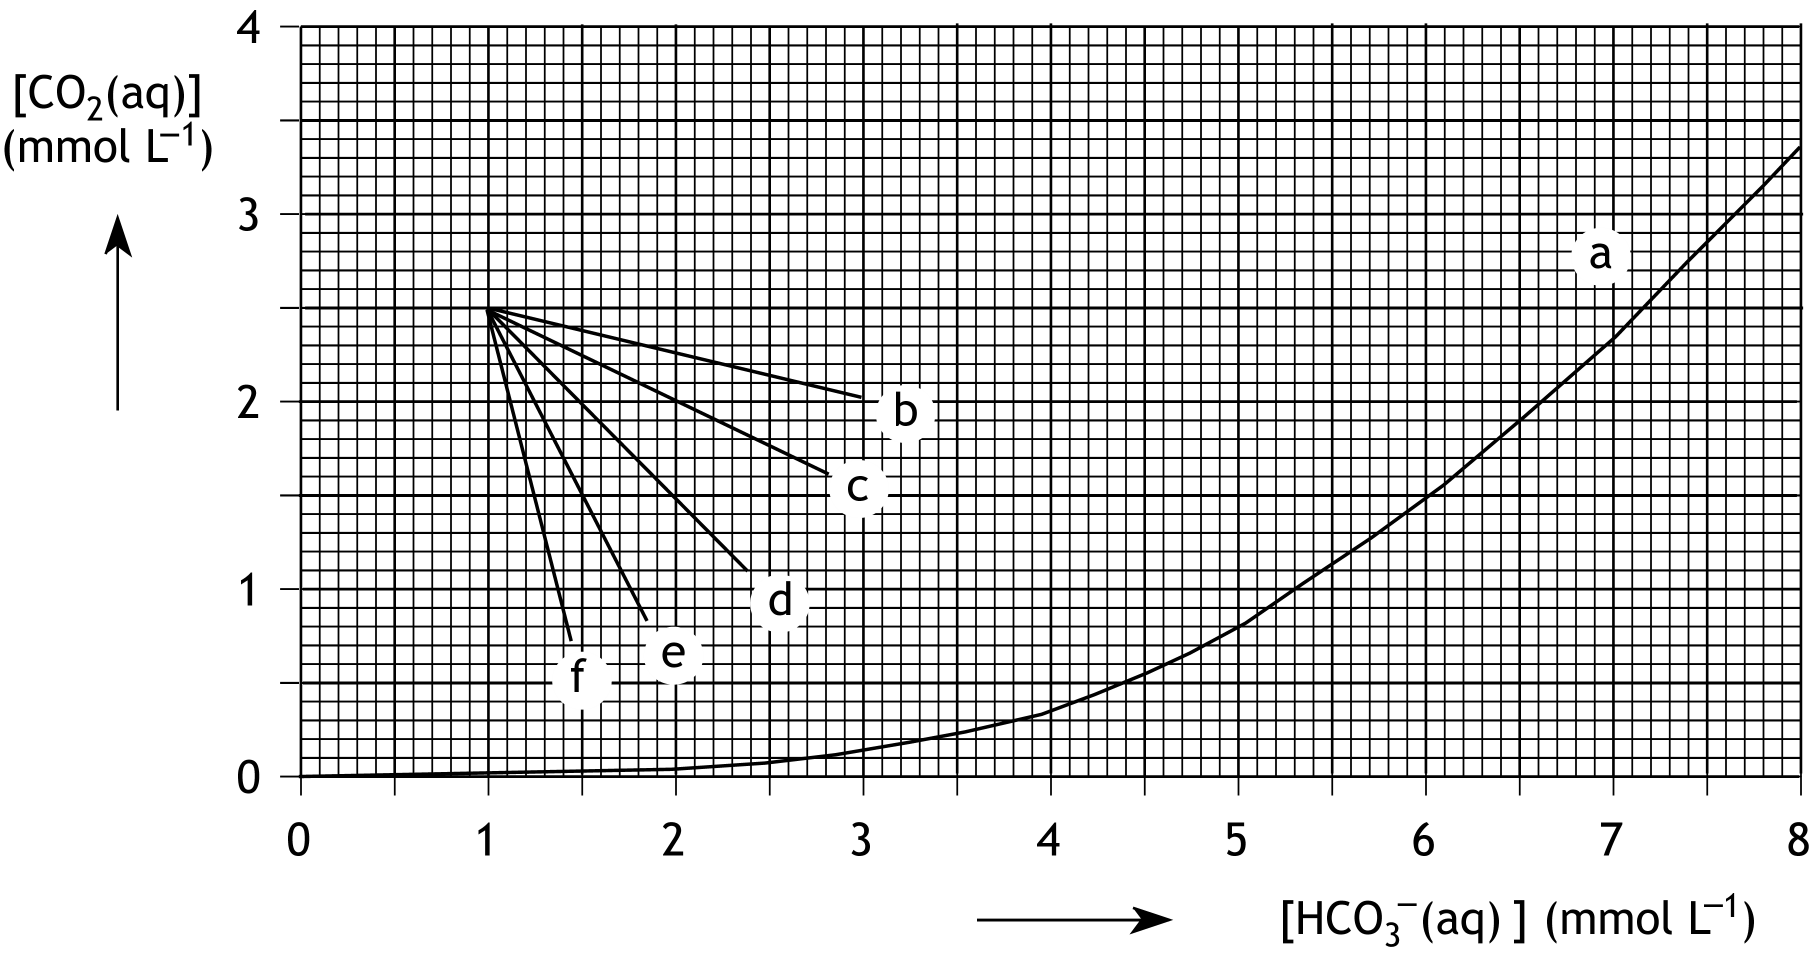 4
[CO₂(aq)]
(mmol L⁻¹)
3
a
2
b
c
1
d
e
f
0
0 1 2 3 4 5 6 7 8
[HCO₃⁻(aq) ] (mmol L⁻¹)